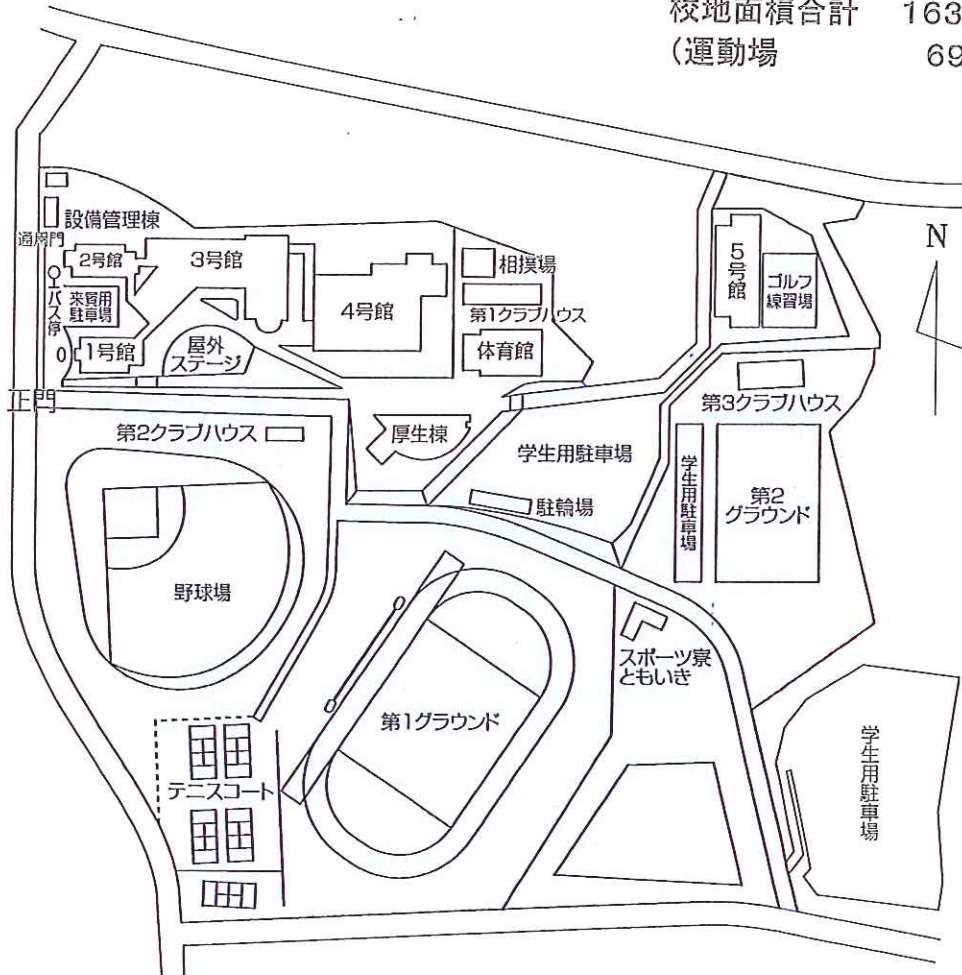 校地面積合計 163
(運動場 69
N
設備管理棟
通用門
2号館
3号館
4号館
相撲場
第1クラブハウス
体育館
5
号
館
ゴルフ
練習場
バス停
来賓用
駐車場
1号館
屋外
ステージ
正門
第2クラブハウス
厚生棟
学生用駐車場
駐輪場
第3クラブハウス
学生用駐車場
第2
グラウンド
野球場
スポーツ寮
ともいき
第1グラウンド
テニスコート
学生用駐車場